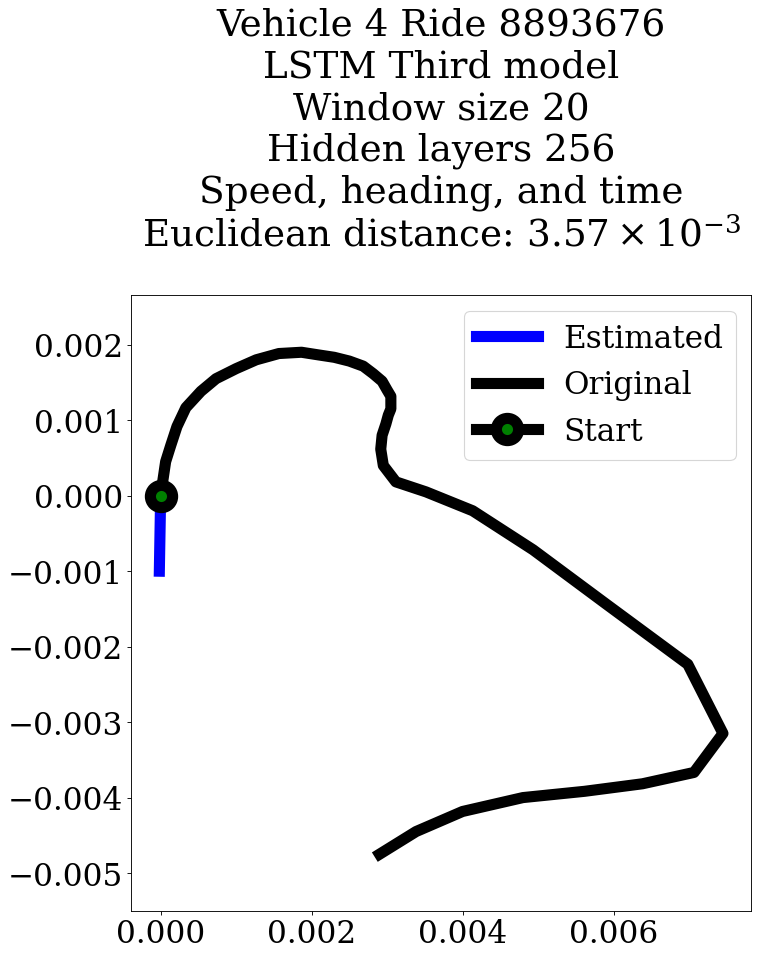 Vehicle 4 Ride 8893676
LSTM Third model
Window size 20
Hidden layers 256
Speed, heading, and time
Euclidean distance: 3.57 × 10⁻³
Estimated
Original
Start
0.002
0.001
0.000
−0.001
−0.002
−0.003
−0.004
−0.005
0.000 0.002 0.004 0.006